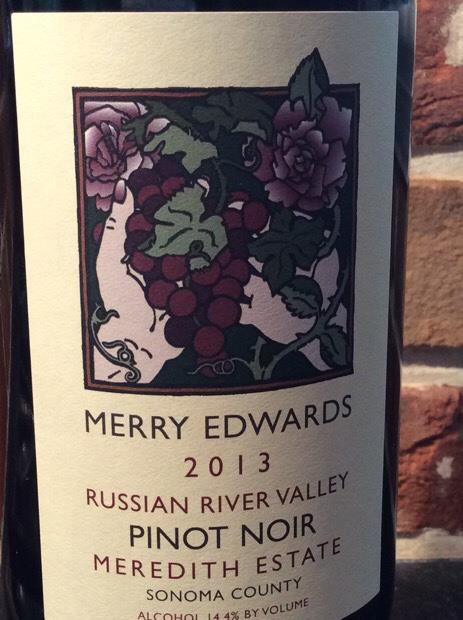 MERRY EDWARDS
2013
RUSSIAN RIVER VALLEY
PINOT NOIR
MEREDITH ESTATE
SONOMA COUNTY
ALCOHOL 14.4% BY VOLUME